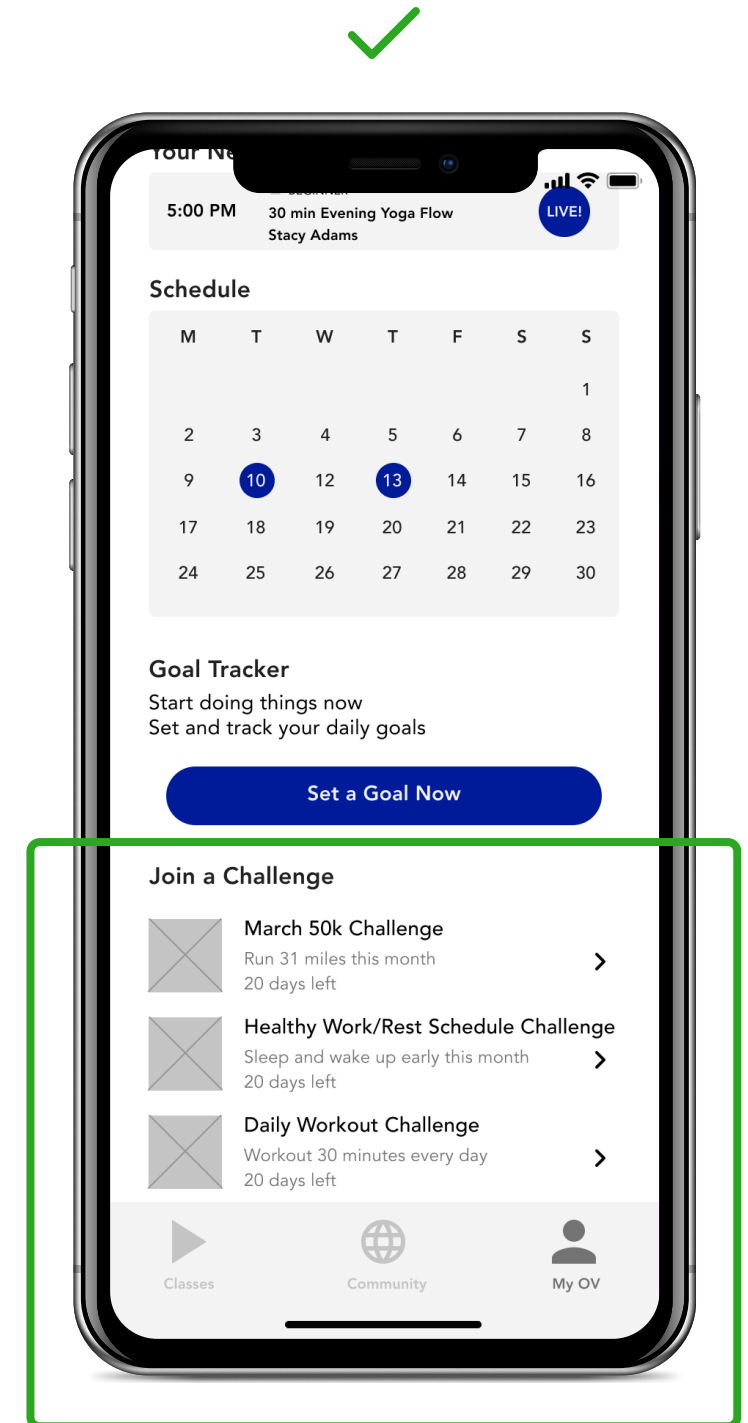 Your Ne
BEGINNER
5:00 PM
30 min Evening Yoga Flow
Stacy Adams
LIVE!
Schedule
M T W T F S S
1
2 3 4 5 6 7 8
9 10 12 13 14 15 16
17 18 19 20 21 22 23
24 25 26 27 28 29 30
Goal Tracker
Start doing things now
Set and track your daily goals
Set a Goal Now
Join a Challenge
March 50k Challenge
Run 31 miles this month
20 days left
Healthy Work/Rest Schedule Challenge
Sleep and wake up early this month
20 days left
Daily Workout Challenge
Workout 30 minutes every day
20 days left
Classes
Community
My OV